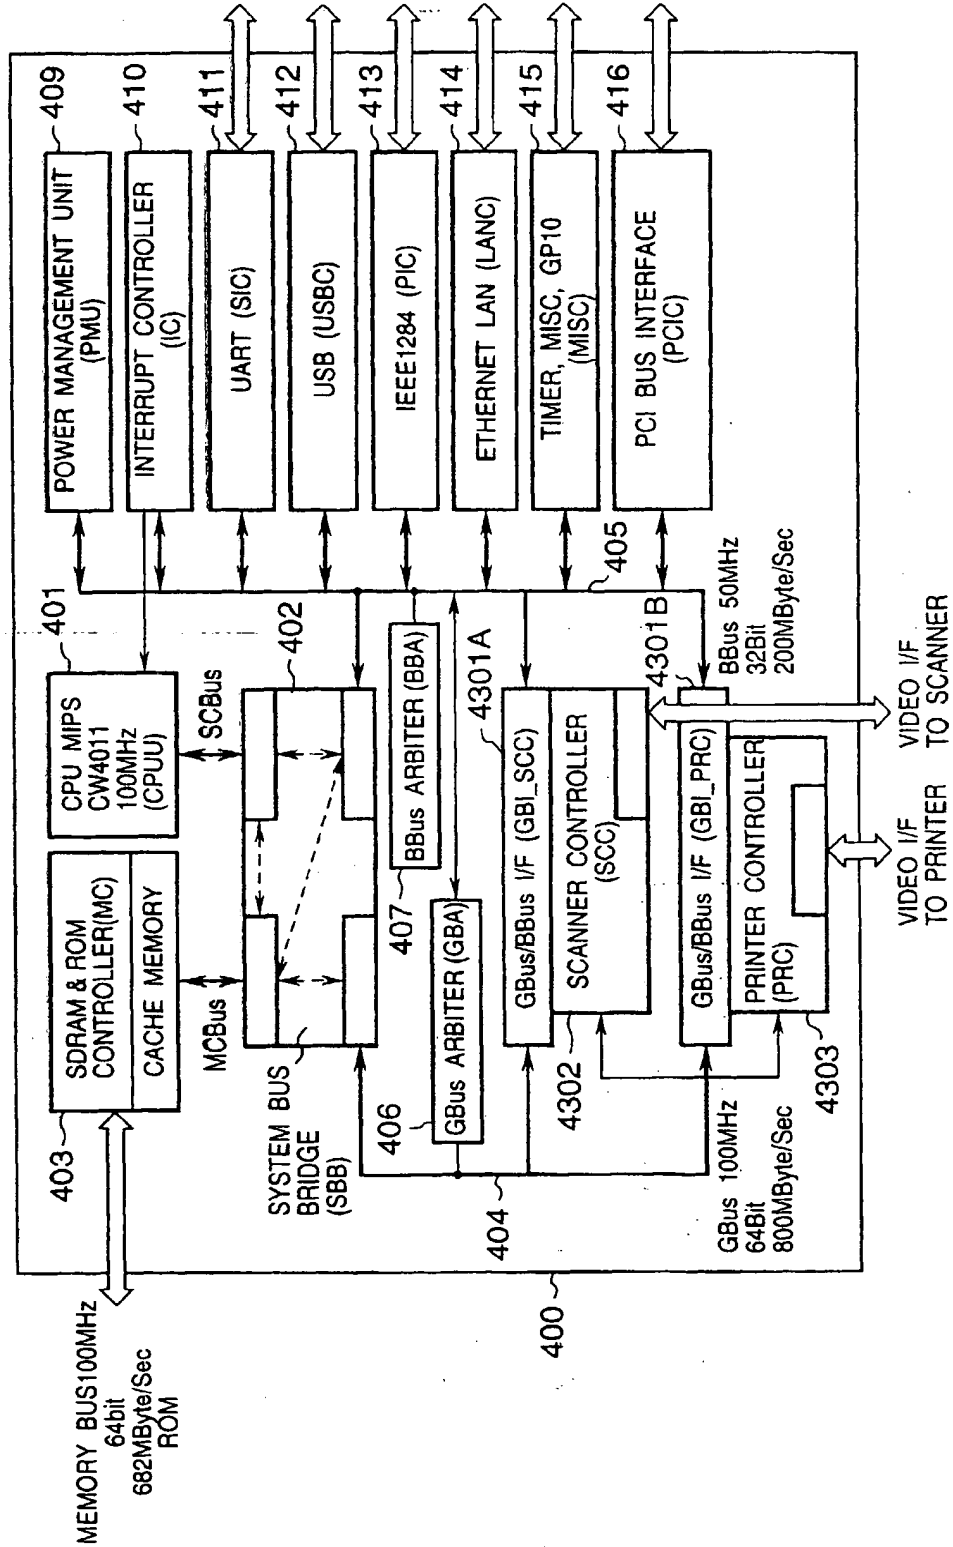 MEMORY BUS100MHz
64bit
682MByte/Sec
ROM
403
SDRAM & ROM
CONTROLLER(MC)
CACHE MEMORY
401
CPU MIPS
CW4011
100MHz
(CPU)
MCBus
SCBus
402
SYSTEM BUS
BRIDGE
(SBB)
409
POWER MANAGEMENT UNIT
(PMU)
410
INTERRUPT CONTROLLER
(IC)
411
UART (SIC)
412
USB (USBC)
413
IEEE1284 (PIC)
414
ETHERNET LAN (LANC)
415
TIMER, MISC, GP10
(MISC)
416
PCI BUS INTERFACE
(PCIC)
407
BBus ARBITER (BBA)
406
GBus ARBITER (GBA)
405
404
4301A
GBus/BBus I/F (GBI_SCC)
SCANNER CONTROLLER
(SCC)
4302
4301B
GBus/BBus I/F (GBI_PRC)
PRINTER CONTROLLER
(PRC)
4303
GBus 100MHz
64Bit
800MByte/Sec
BBus 50MHz
32Bit
200MByte/Sec
400
VIDEO I/F
TO PRINTER
VIDEO I/F
TO SCANNER